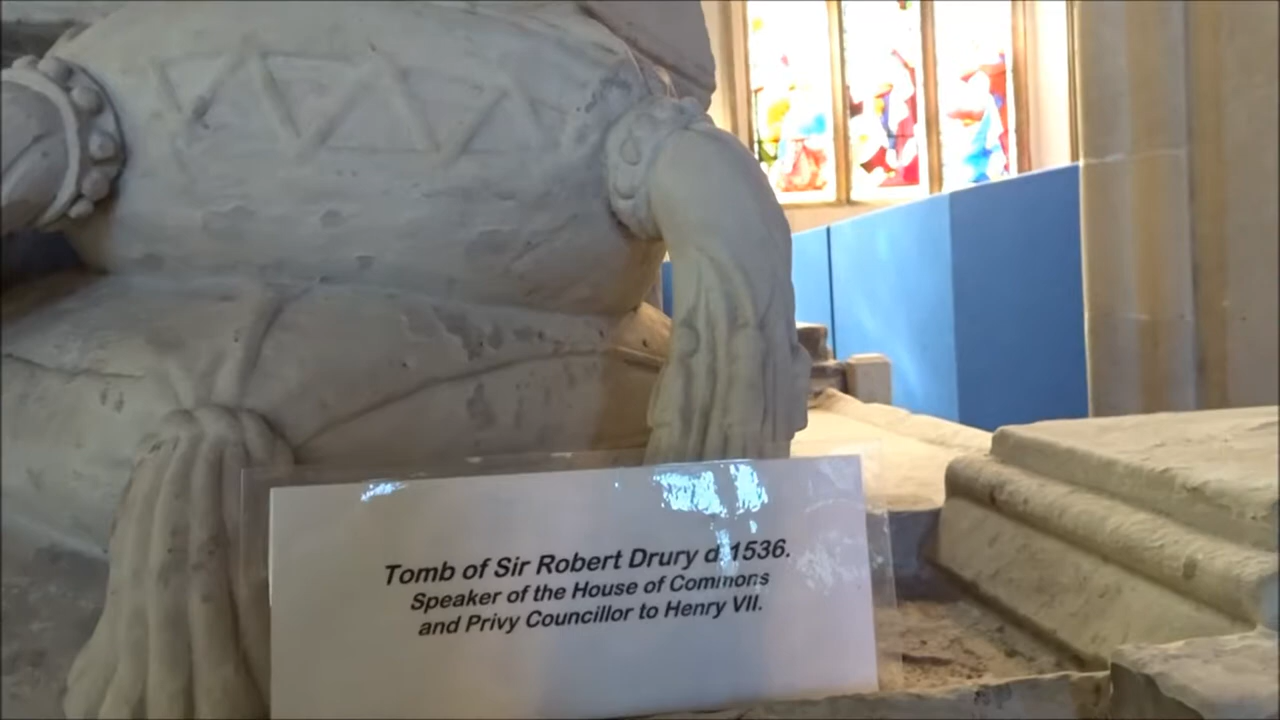 Tomb of Sir Robert Drury d 1536.
Speaker of the House of Commons
and Privy Councillor to Henry VII.